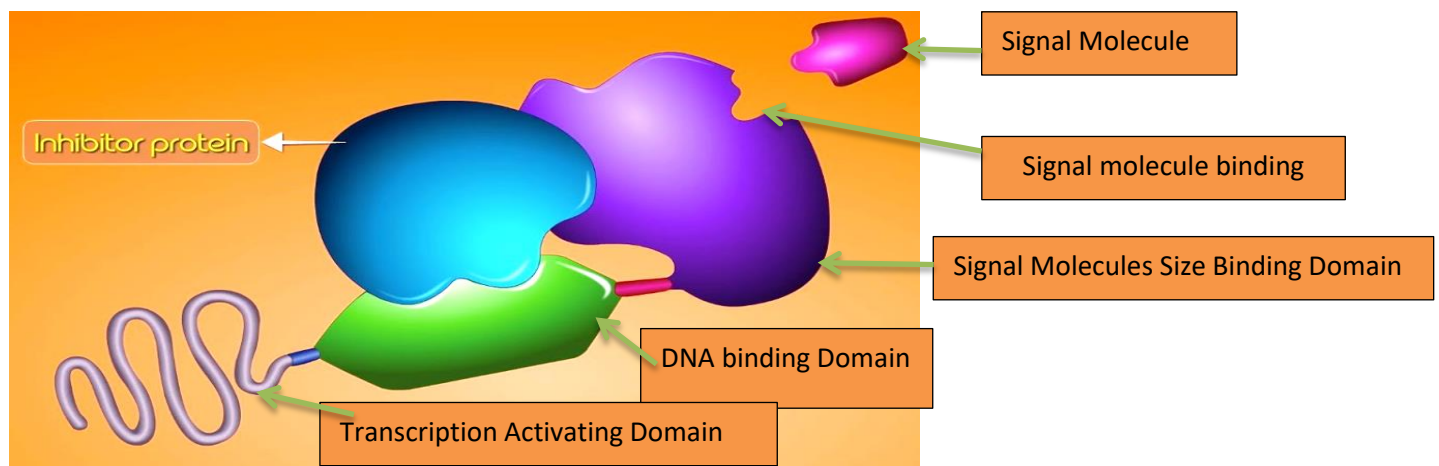 Signal Molecule
Inhibitor protein
Signal molecule binding
Signal Molecules Size Binding Domain
DNA binding Domain
Transcription Activating Domain